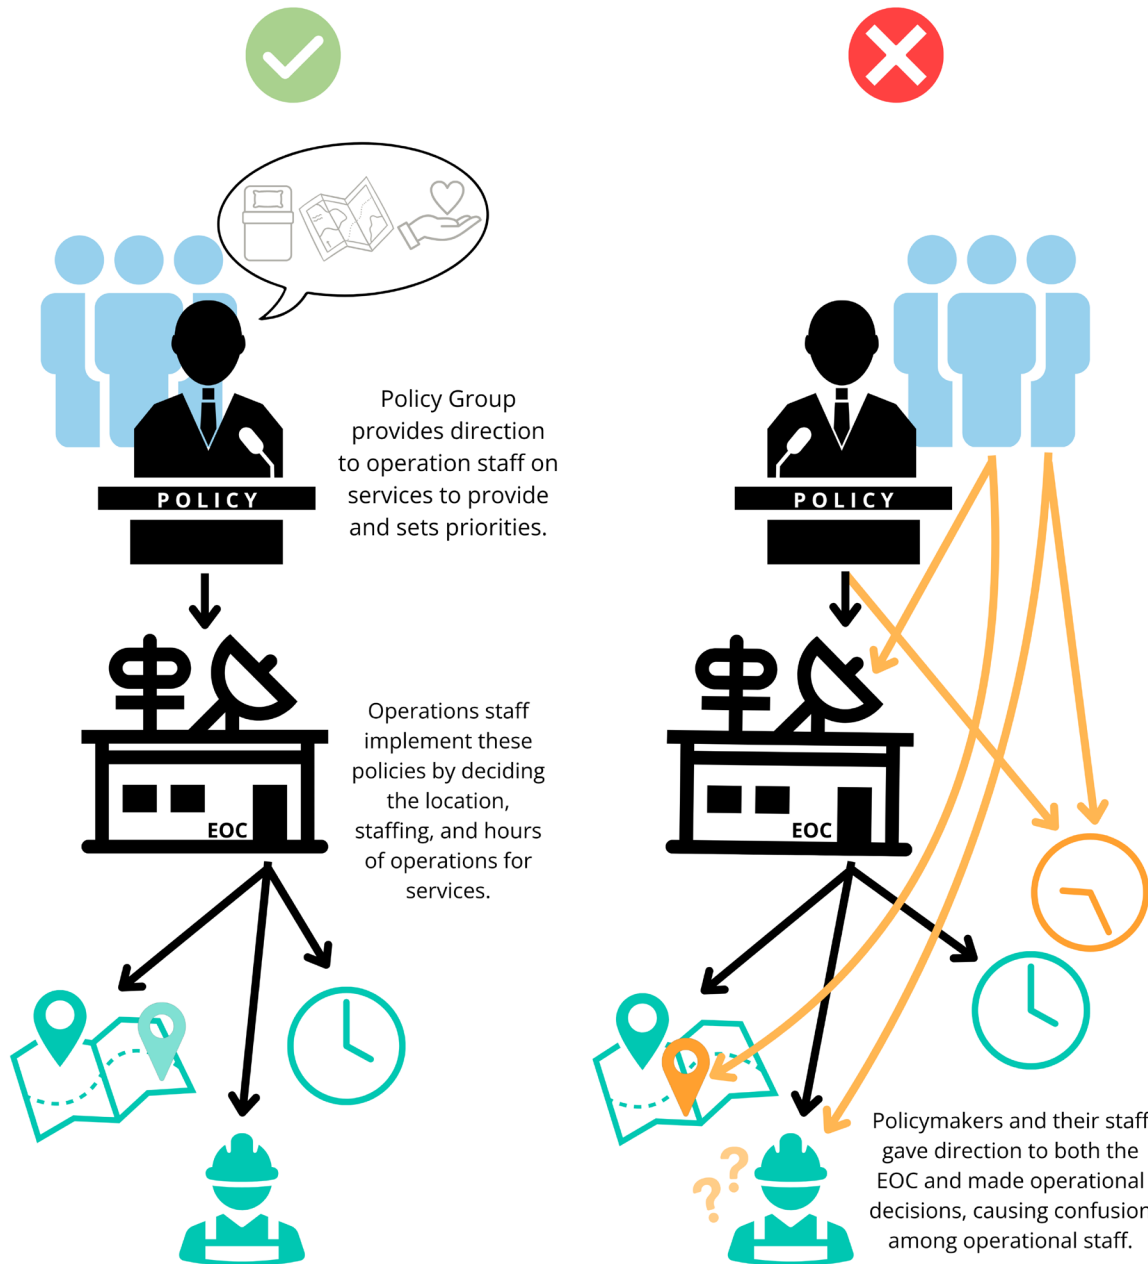 Policy Group
provides direction
to operation staff on
services to provide
and sets priorities.
POLICY
Operations staff
implement these
policies by deciding
the location,
staffing, and hours
of operations for
services.
EOC
POLICY
EOC
? ?
Policymakers and their staff
gave direction to both the
EOC and made operational
decisions, causing confusion
among operational staff.